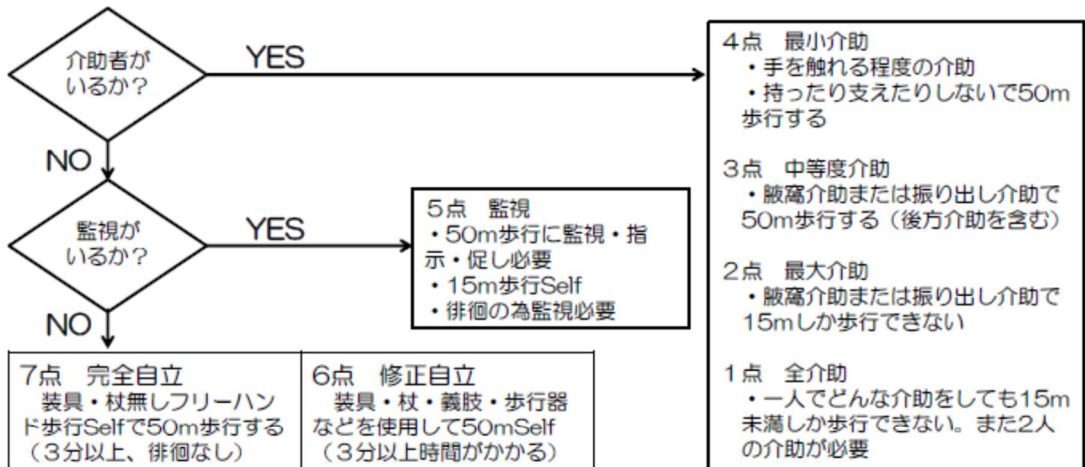 介助者が
いるか？
YES
NO
監視が
いるか？
YES
NO
5点　監視
・50m歩行に監視・指
示・促し必要
・15m歩行Self
・徘徊の為監視必要
7点　完全自立
装具・杖無しフリーハン
ド歩行Selfで50m歩行する
（3分以上、徘徊なし）
6点　修正自立
装具・杖・義肢・歩行器
などを使用して50mSelf
（3分以上時間がかかる）
4点　最小介助
・手を触れる程度の介助
・持ったり支えたりしないで50m
歩行する
3点　中等度介助
・腋窩介助または振り出し介助で
50m歩行する（後方介助を含む）
2点　最大介助
・腋窩介助または振り出し介助で
15mしか歩行できない
1点　全介助
・一人でどんな介助をしても15m
未満しか歩行できない。また2人
の介助が必要